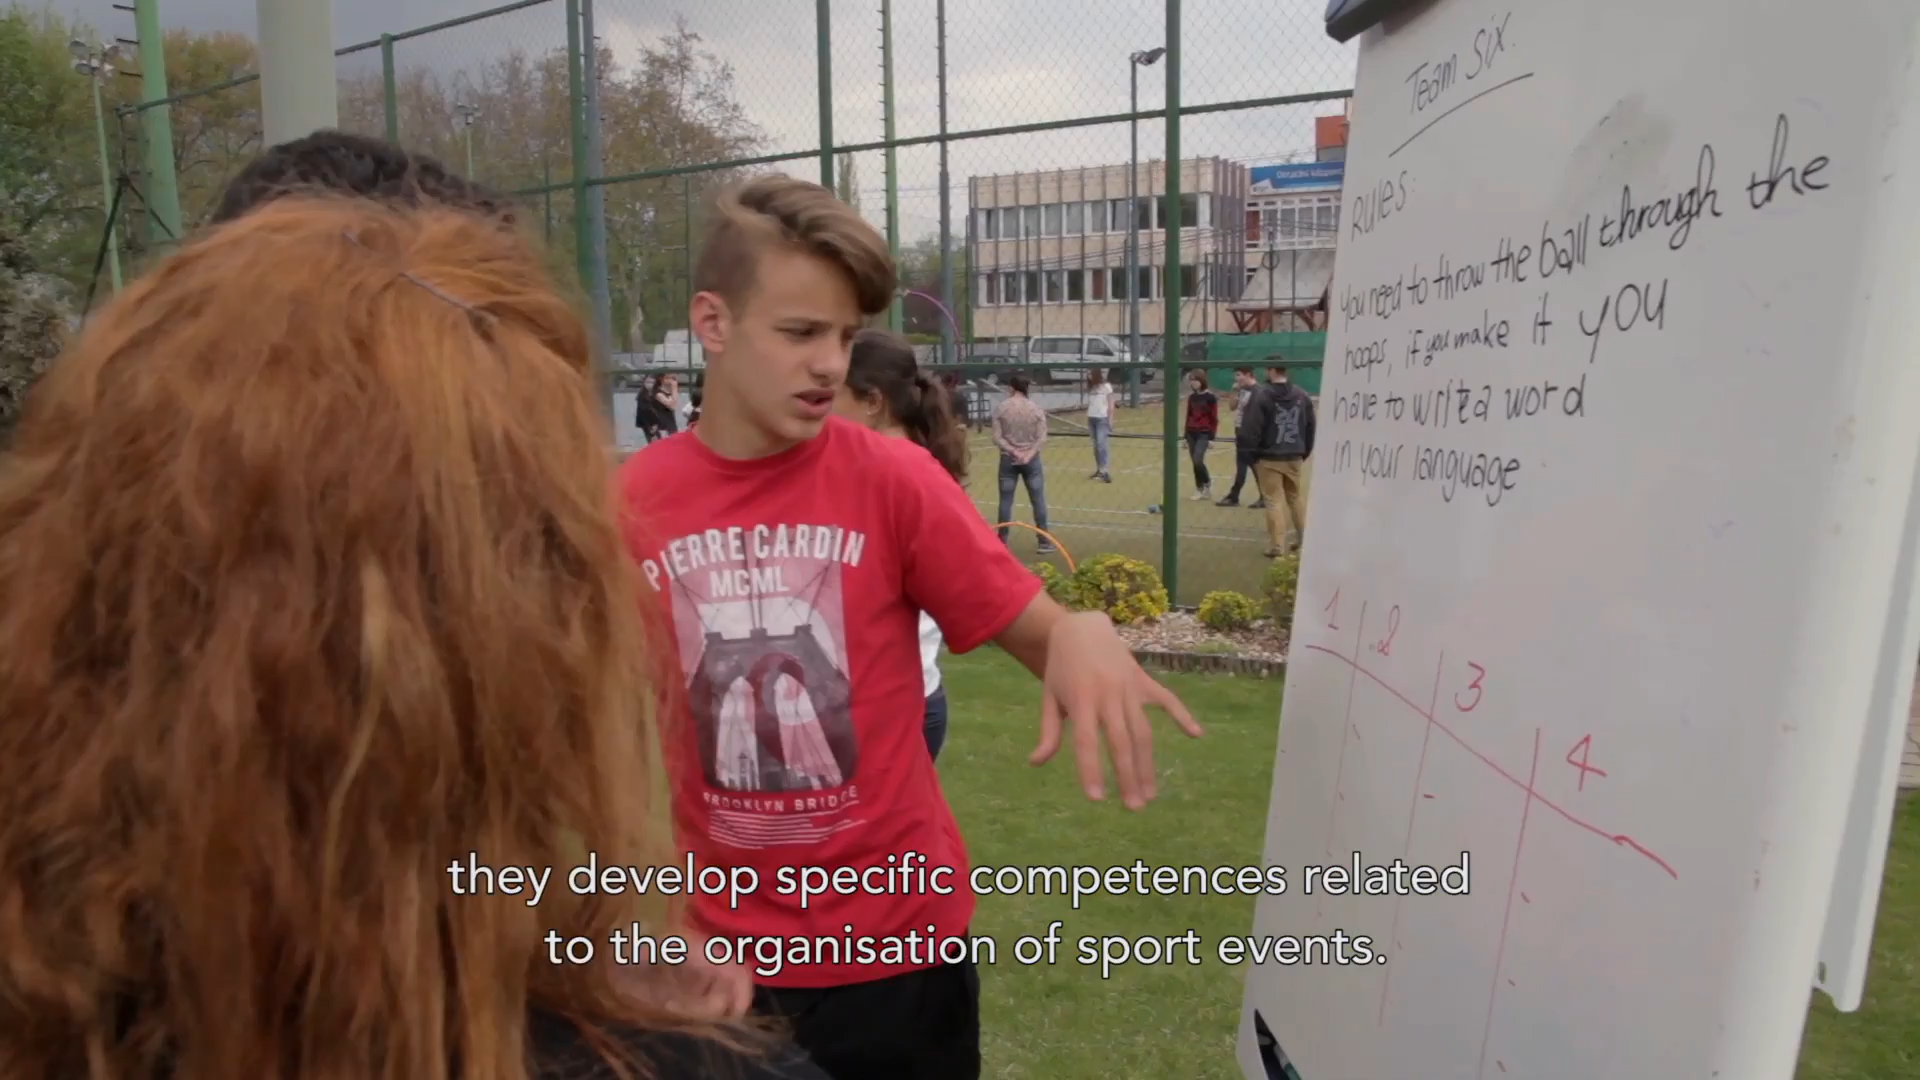 Team Six.
Rules:
you need to throw the ball through the
hoops, if you make it you
have to write a word
in your language
1 2 3 4
PIERRE CARDIN
MCML
BROOKLYN BRIDGE
2012
they develop specific competences related
to the organisation of sport events.